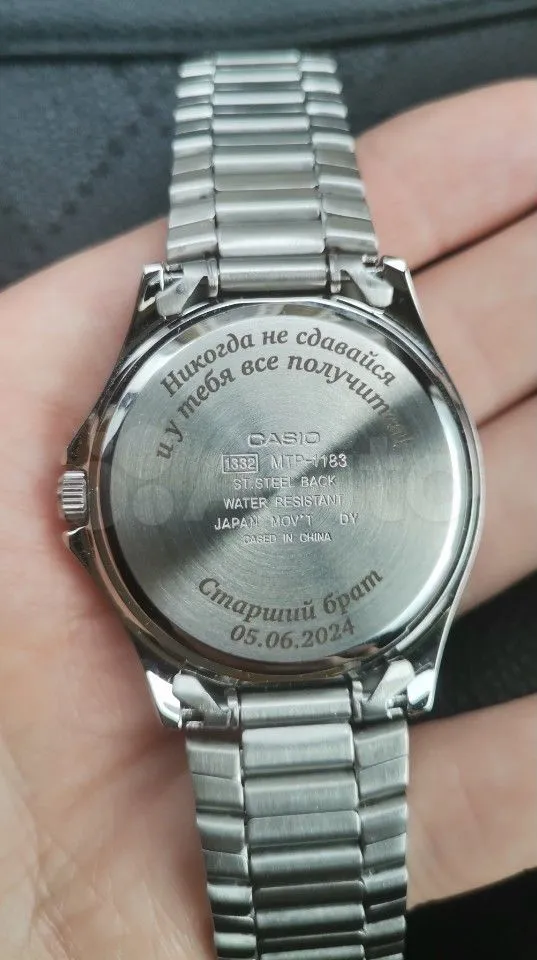 Никогда не сдавайся
и у тебя все получится!
CASIO
1332 MTP-1183
ST.STEEL BACK
WATER RESISTANT
JAPAN MOV'T DY
CASED IN CHINA
Старший брат
05.06.2024